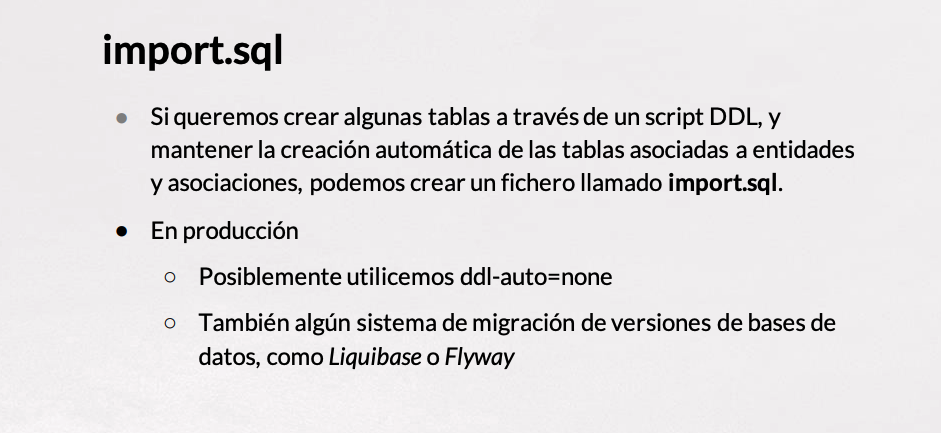 import.sql
● Si queremos crear algunas tablas a través de un script DDL, y
mantener la creación automática de las tablas asociadas a entidades
y asociaciones, podemos crear un fichero llamado import.sql.
● En producción
○ Posiblemente utilicemos ddl-auto=none
○ También algún sistema de migración de versiones de bases de
datos, como Liquibase o Flyway